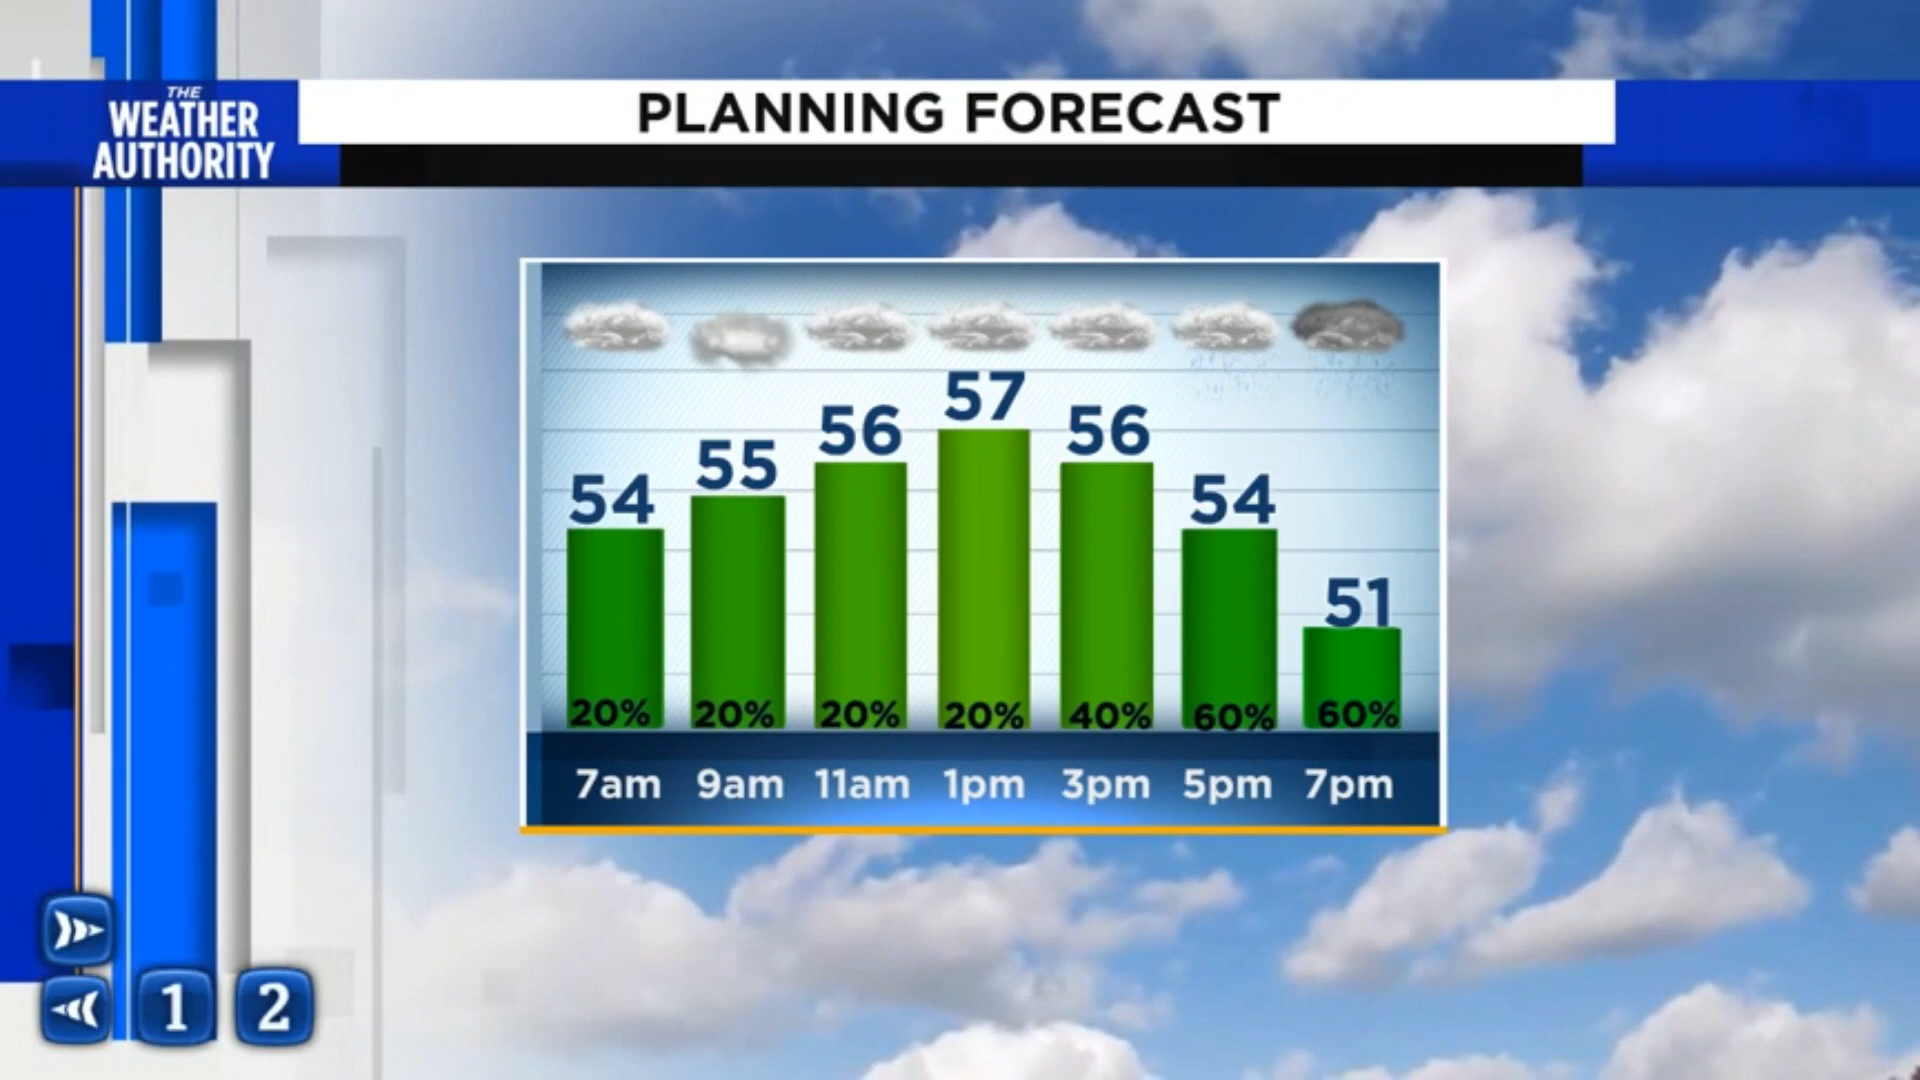 THE
WEATHER
AUTHORITY
PLANNING FORECAST
54 55 56 57 56 54 51
20% 20% 20% 20% 40% 60% 60%
7am 9am 11am 1pm 3pm 5pm 7pm
1 2